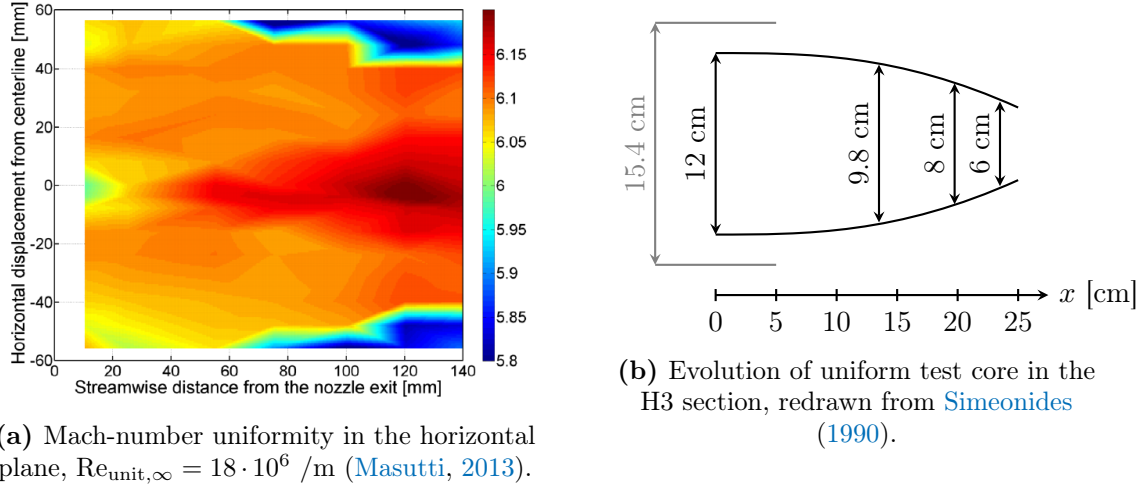 60
40
20
0
-20
-40
-60
Horizontal displacement from centerline [mm]
0 20 40 60 80 100 120 140
Streamwise distance from the nozzle exit [mm]
6.15
6.1
6.05
6
5.95
5.9
5.85
5.8
a) Mach-number uniformity in the horizontal
plane, Re_unit,∞ = 18 · 10⁶ /m (Masutti, 2013).
15.4 cm
12 cm
9.8 cm
8 cm
6 cm
x [cm]
0 5 10 15 20 25
(b) Evolution of uniform test core in the
H3 section, redrawn from Simeonides
(1990).